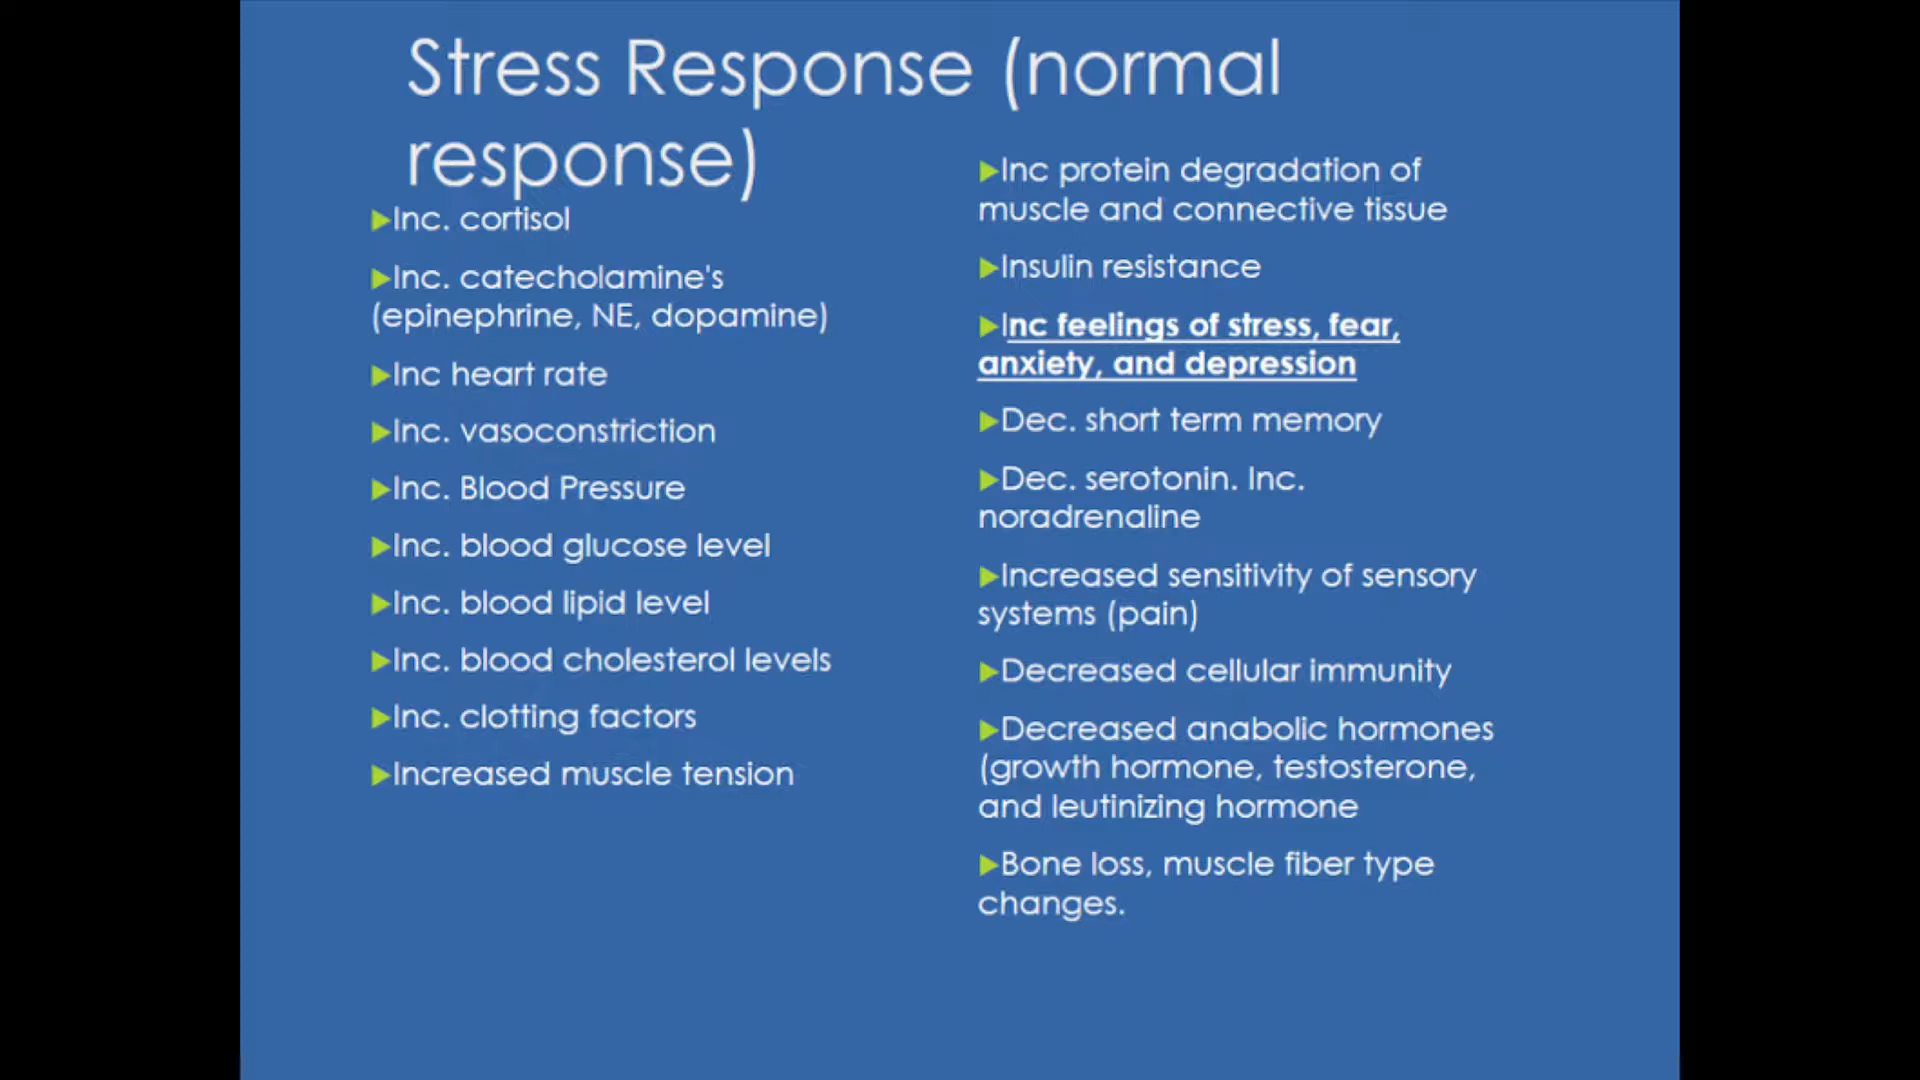 Stress Response (normal
response)
▶Inc. cortisol
▶Inc. catecholamine's
(epinephrine, NE, dopamine)
▶Inc heart rate
▶Inc. vasoconstriction
▶Inc. Blood Pressure
▶Inc. blood glucose level
▶Inc. blood lipid level
▶Inc. blood cholesterol levels
▶Inc. clotting factors
▶Increased muscle tension
▶Inc protein degradation of
muscle and connective tissue
▶Insulin resistance
▶Inc feelings of stress, fear,
anxiety, and depression
▶Dec. short term memory
▶Dec. serotonin. Inc.
noradrenaline
▶Increased sensitivity of sensory
systems (pain)
▶Decreased cellular immunity
▶Decreased anabolic hormones
(growth hormone, testosterone,
and leutinizing hormone
▶Bone loss, muscle fiber type
changes.